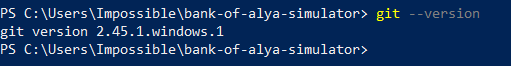 PS C:\Users\Impossible\bank-of-alya-simulator> git --version
git version 2.45.1.windows.1
PS C:\Users\Impossible\bank-of-alya-simulator>